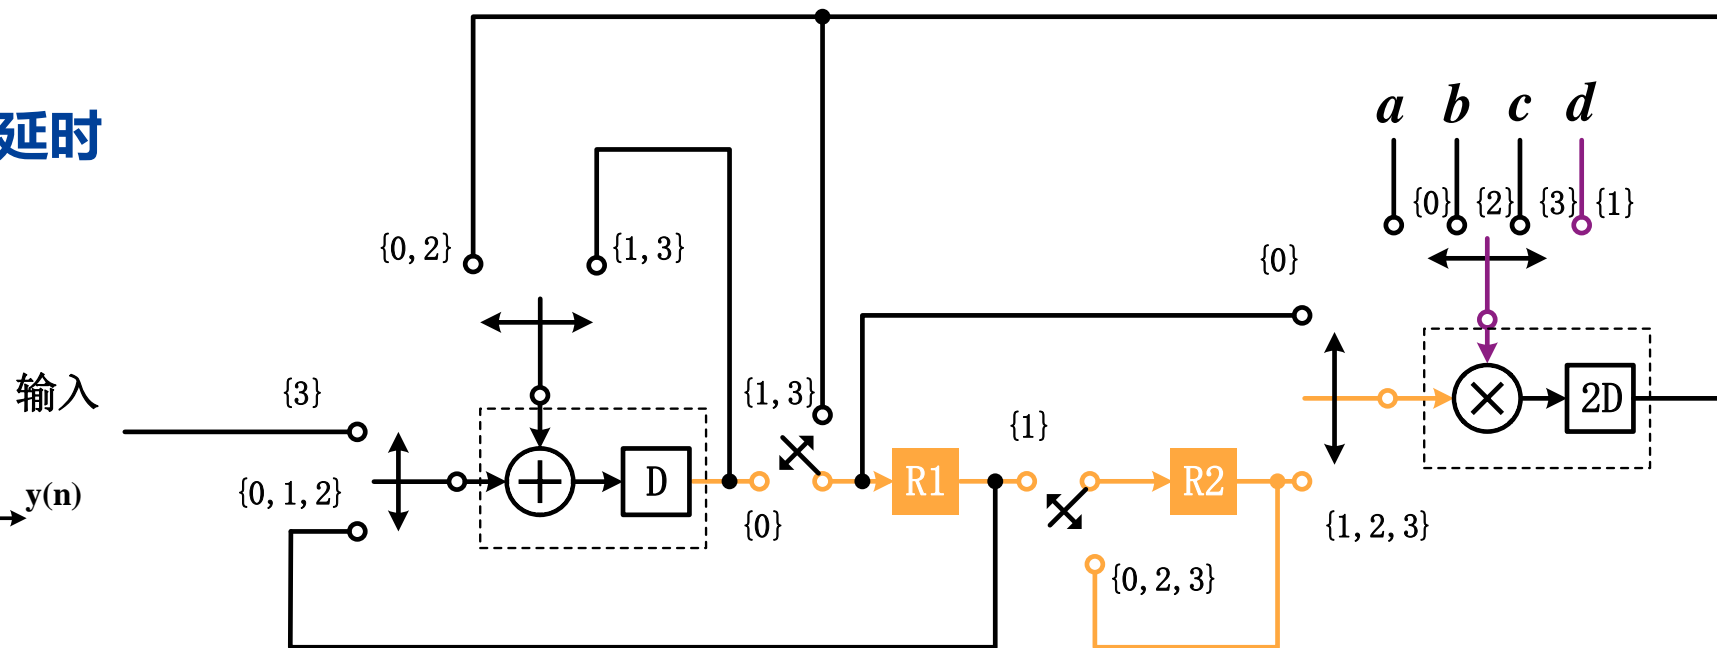 a b c d
延时
{0} {2} {3} {1}
{0,2} {1,3}
{0}
输入 {3} {1,3}
2D
{1}
{0,1,2} D R1 R2
y(n)
{0} {1,2,3}
{0,2,3}